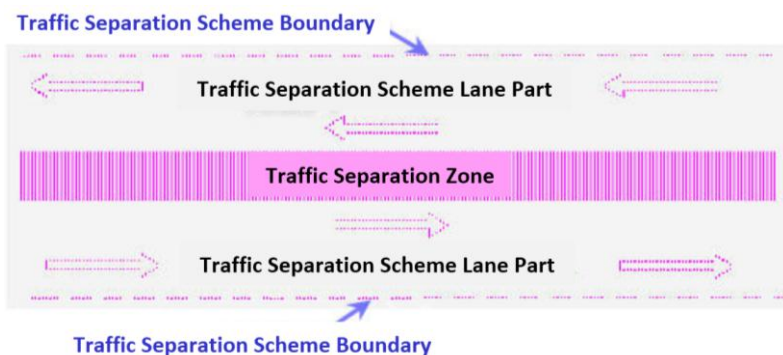 Traffic Separation Scheme Boundary
Traffic Separation Scheme Lane Part
Traffic Separation Zone
Traffic Separation Scheme Lane Part
Traffic Separation Scheme Boundary